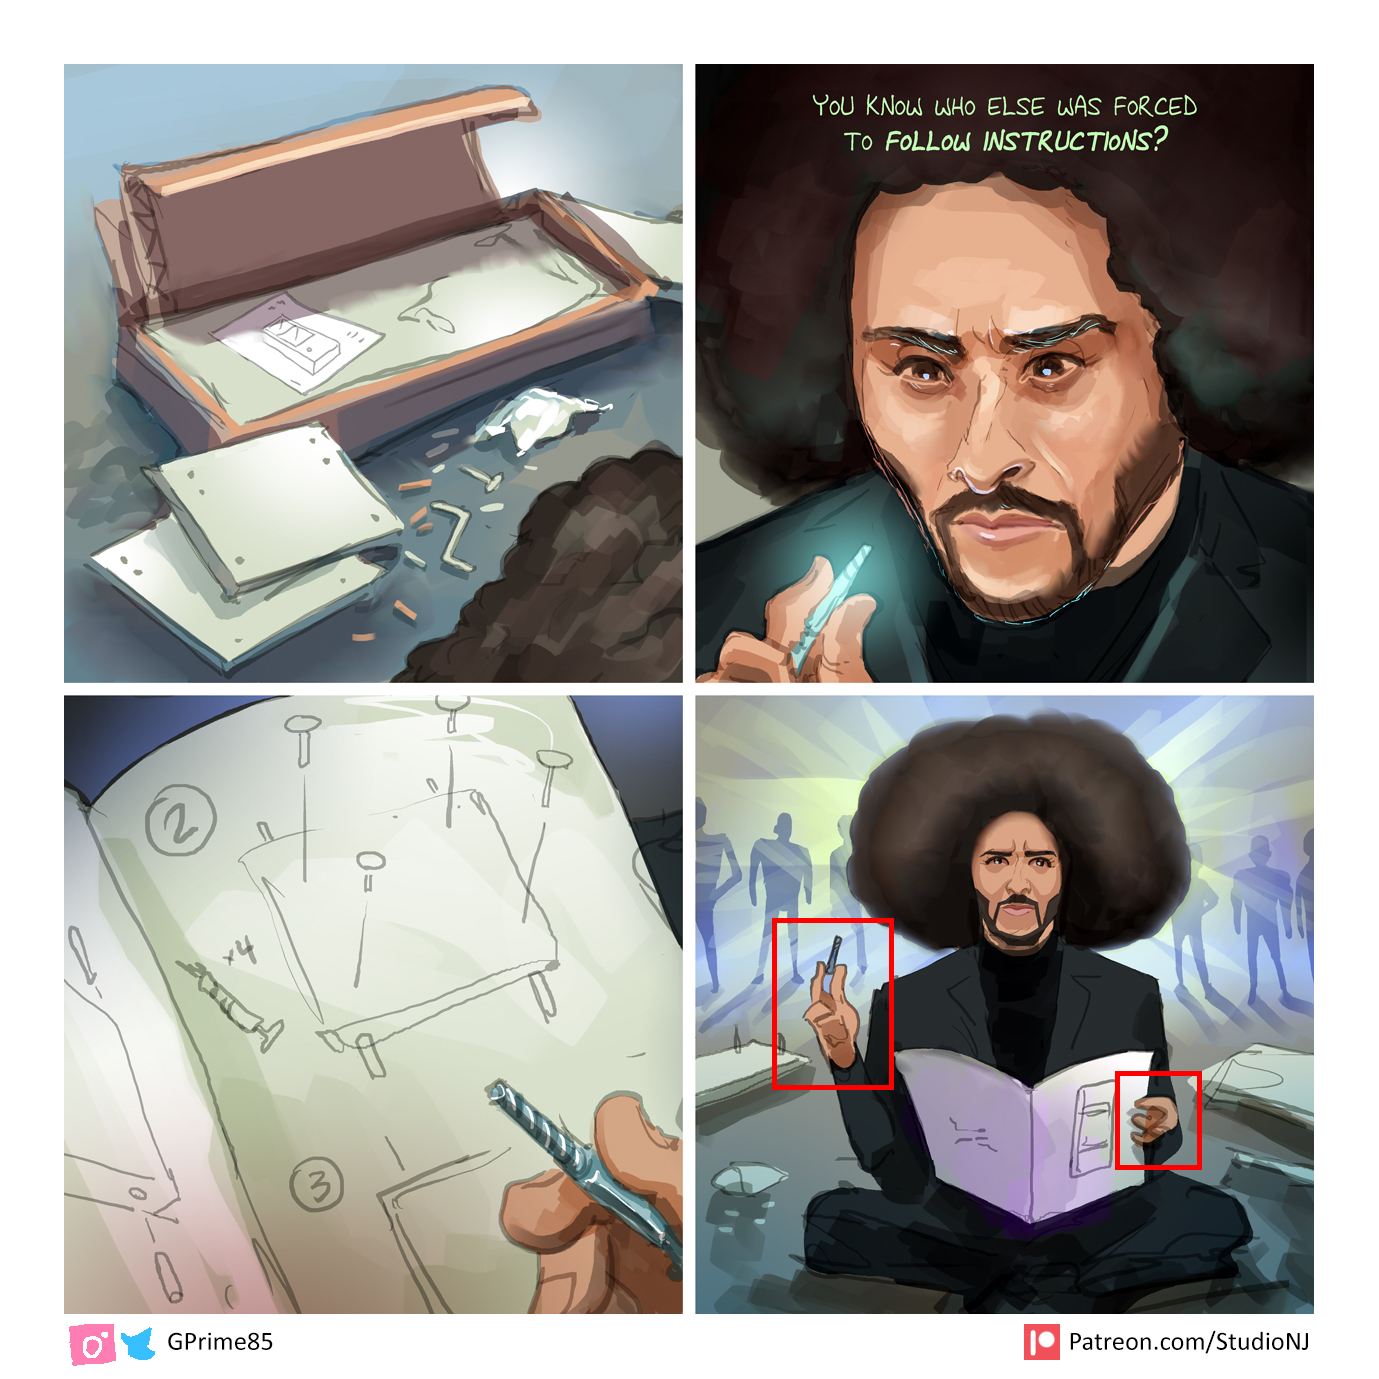 YOU KNOW WHO ELSE WAS FORCED
TO FOLLOW INSTRUCTIONS?
2
x4
3
GPrime85
Patreon.com/StudioNJ